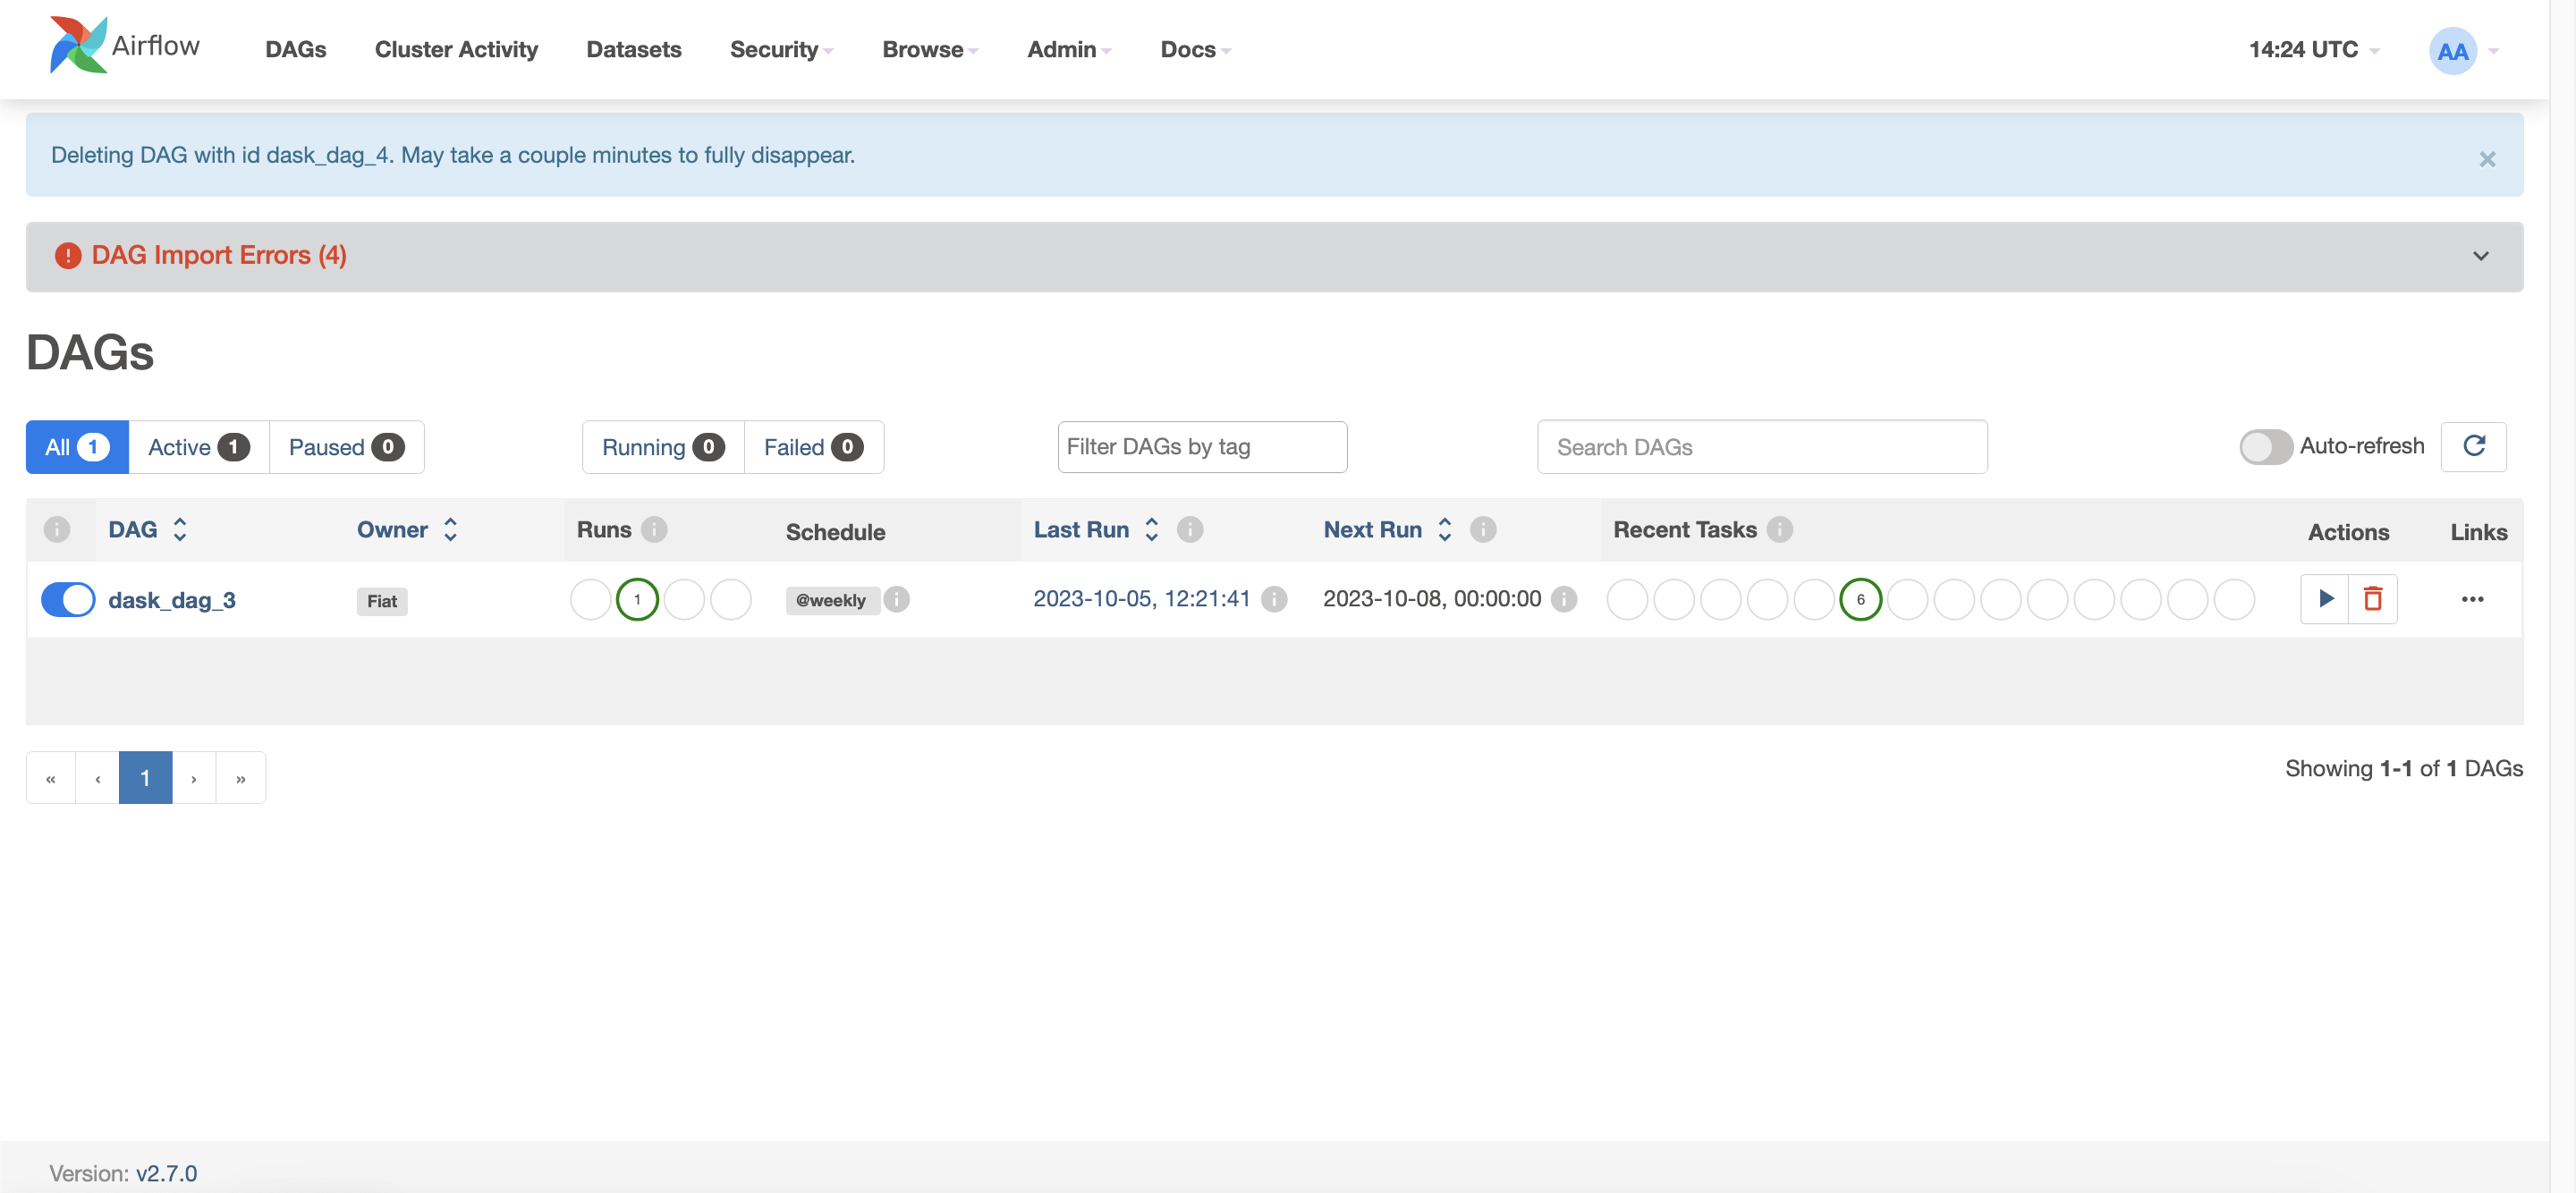 Airflow DAGs Cluster Activity Datasets Security Browse Admin Docs 14:24 UTC AA
Deleting DAG with id dask_dag_4. May take a couple minutes to fully disappear. ×
! DAG Import Errors (4)
DAGs
All 1 Active 1 Paused 0 Running 0 Failed 0 Filter DAGs by tag Search DAGs Auto-refresh
i DAG Owner Runs i Schedule Last Run i Next Run i Recent Tasks i Actions Links
dask_dag_3 Fiat 1 @weekly i 2023-10-05, 12:21:41 i 2023-10-08, 00:00:00 i 6 ...
« ‹ 1 › » Showing 1-1 of 1 DAGs
Version: v2.7.0